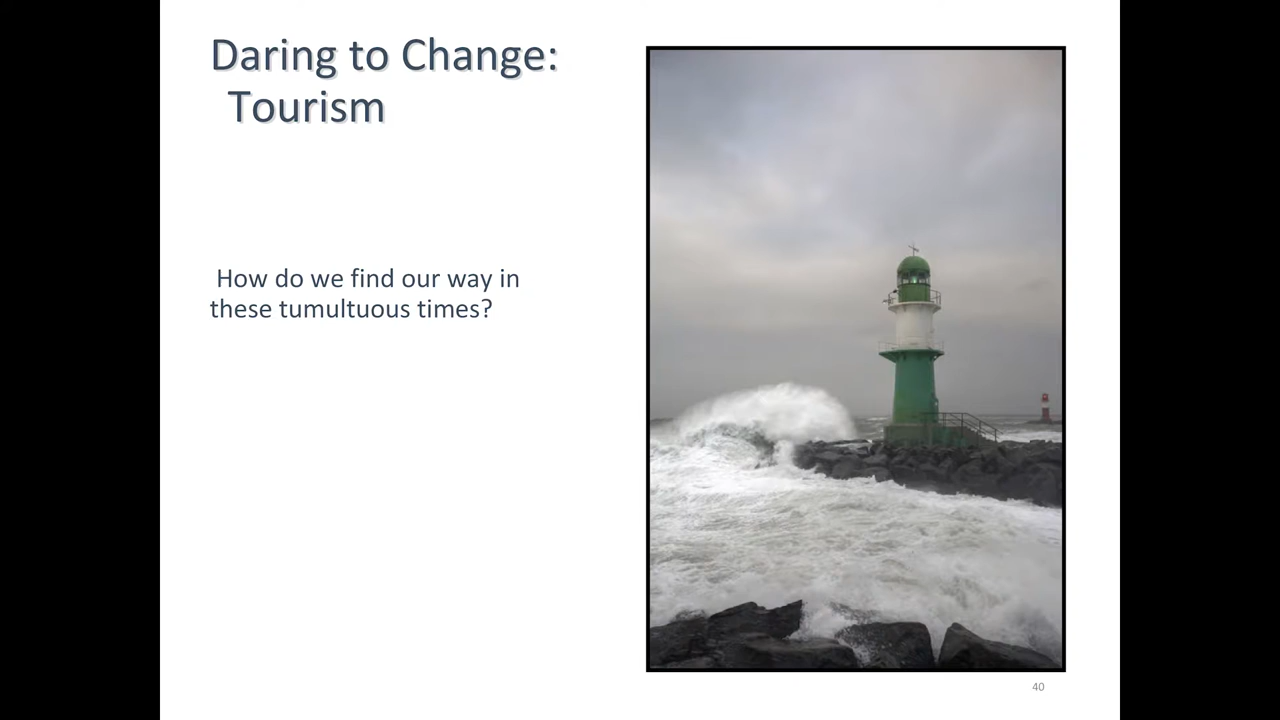 Daring to Change:
Tourism
How do we find our way in
these tumultuous times?
40